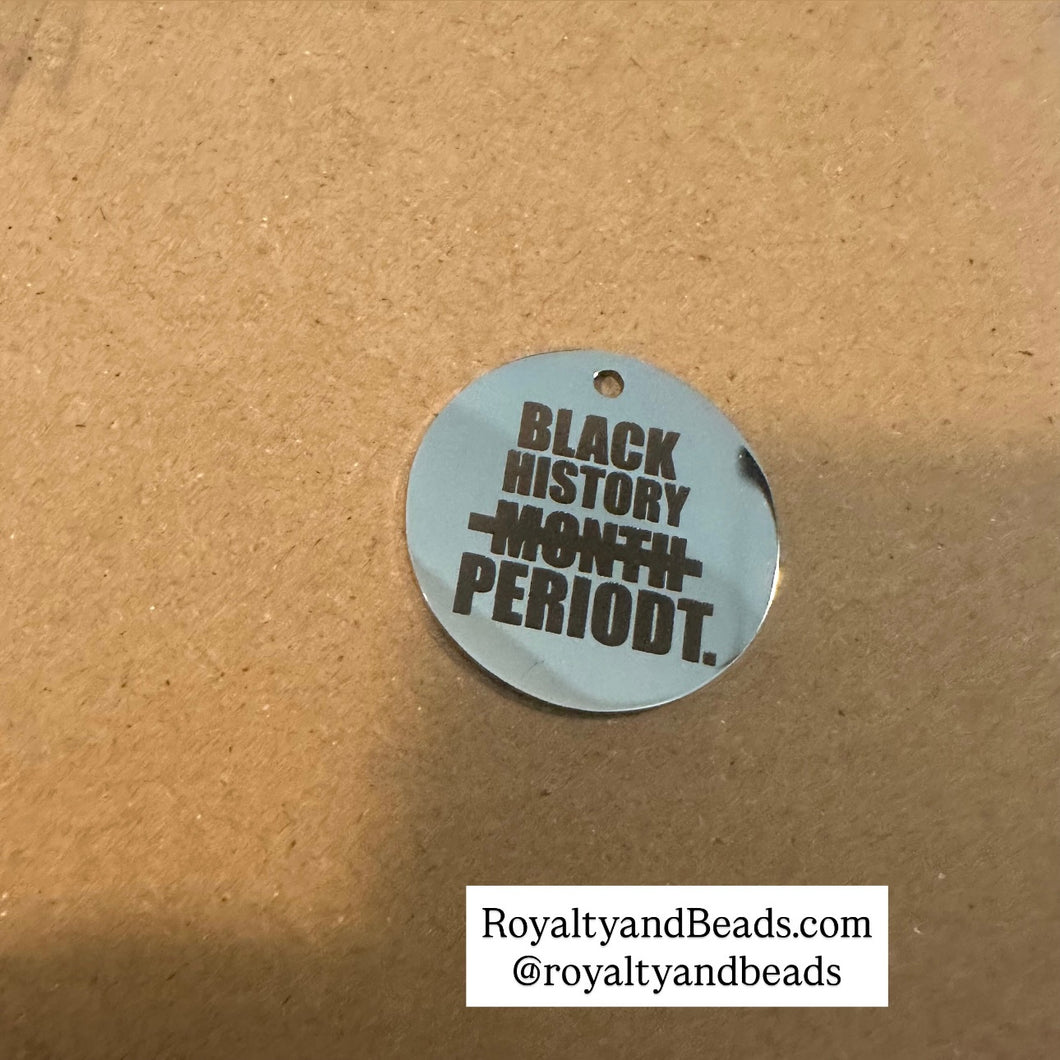 BLACK
HISTORY
MONTH
PERIODT.
RoyaltyandBeads.com
@royaltyandbeads